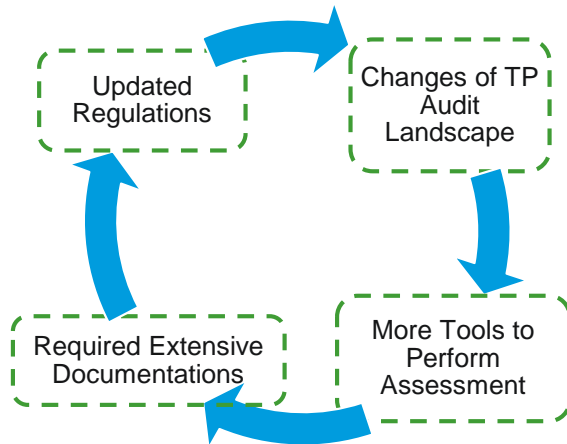 Updated
Regulations
Changes of TP
Audit
Landscape
More Tools to
Perform
Assessment
Required Extensive
Documentations